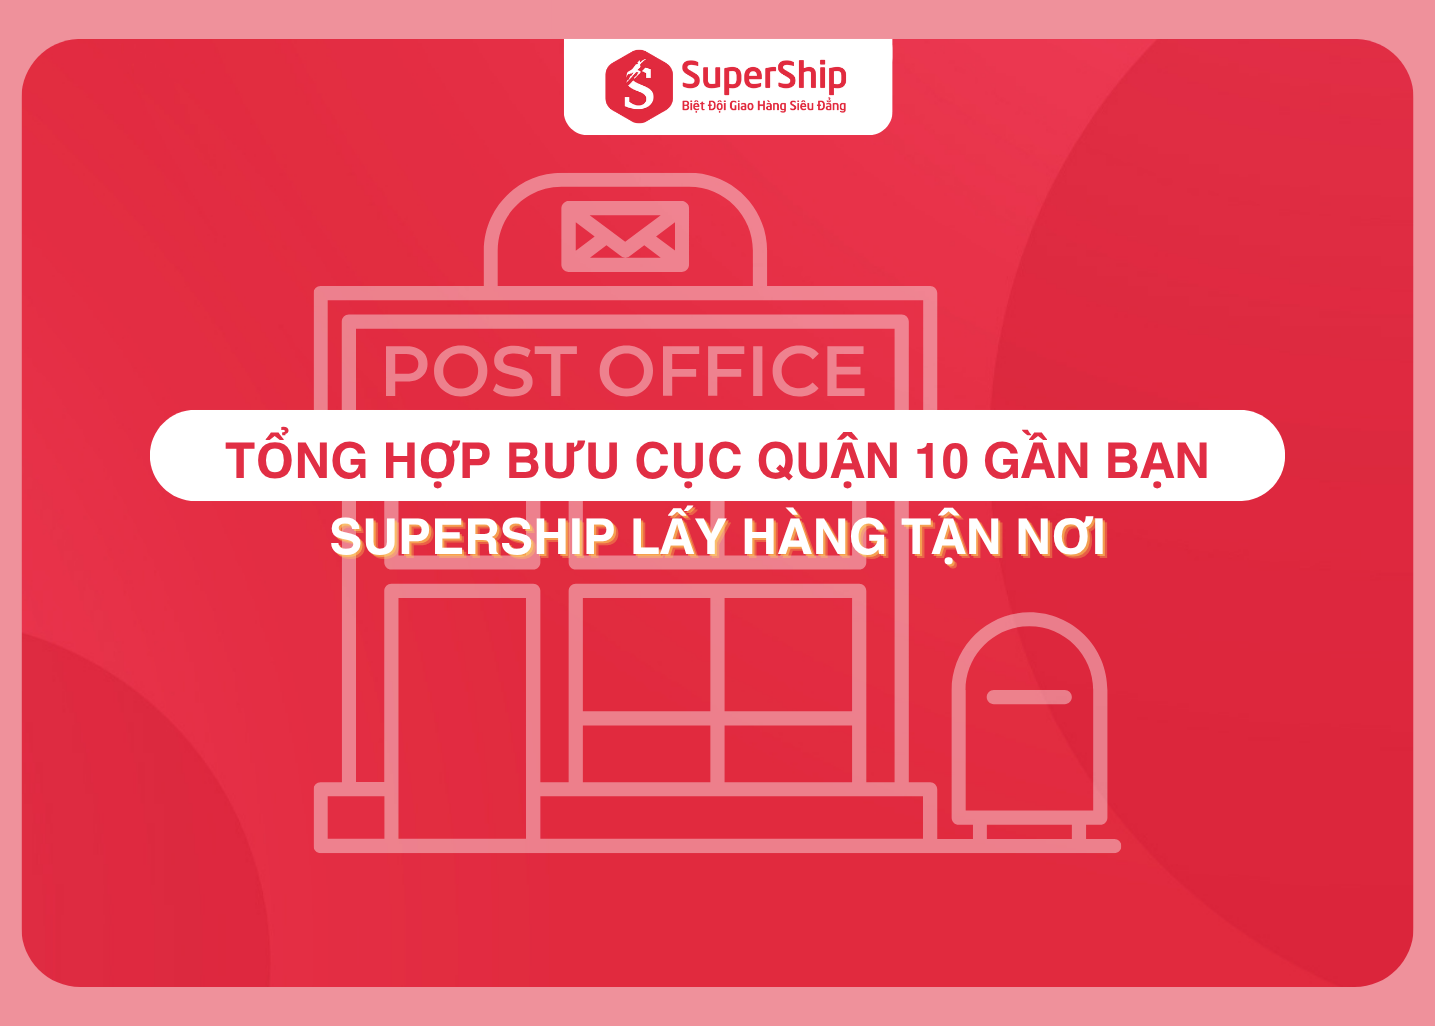 SuperShip
Biệt Đội Giao Hàng Siêu Đẳng
POST OFFICE
TỔNG HỢP BƯU CỤC QUẬN 10 GẦN BẠN
SUPERSHIP LẤY HÀNG TẬN NƠI